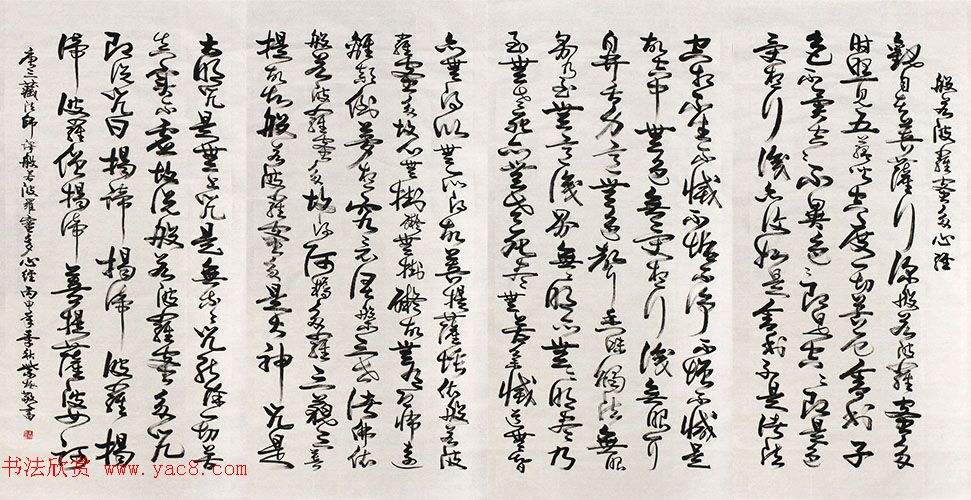 般若波羅蜜多心經
觀自在菩薩行深般若波羅蜜多
時照見五蘊皆空度一切苦厄舍利子
色不異空空不異色色即是空空即是色
受想行識亦復如是舍利子是諸法
空相不生不滅不垢不淨不增不減是
故空中無色無受想行識無眼耳
鼻舌身意無色聲香味觸法無眼
界乃至無意識界無無明亦無無明盡乃
至無老死亦無老死盡無苦集滅道無智
亦無得以無所得故菩提薩埵依般若波
羅蜜多故心無掛礙無掛礙故無有恐怖遠
離顛倒夢想究竟涅槃三世諸佛依
般若波羅蜜多故得阿耨多羅三藐三菩
提故知般若波羅蜜多是大神咒是
大明咒是無上咒是無等等咒能除一切苦
真實不虛故說般若波羅蜜多咒
即說咒曰揭諦揭諦波羅揭
諦波羅僧揭諦菩提薩婆訶
唐三藏法師譯般若波羅蜜多心經丙申年季秋敬書
书法欣赏 www.yac8.com